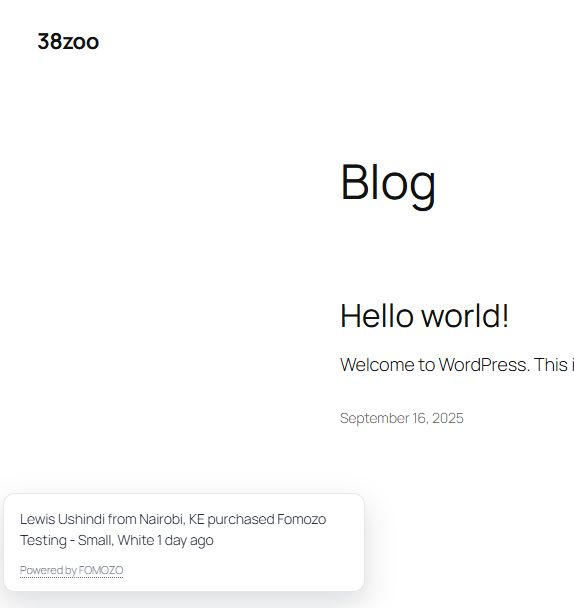 38zoo
Blog
Hello world!
Welcome to WordPress. This i
September 16, 2025
Lewis Ushindi from Nairobi, KE purchased Fomozo
Testing - Small, White 1 day ago
Powered by FOMOZO